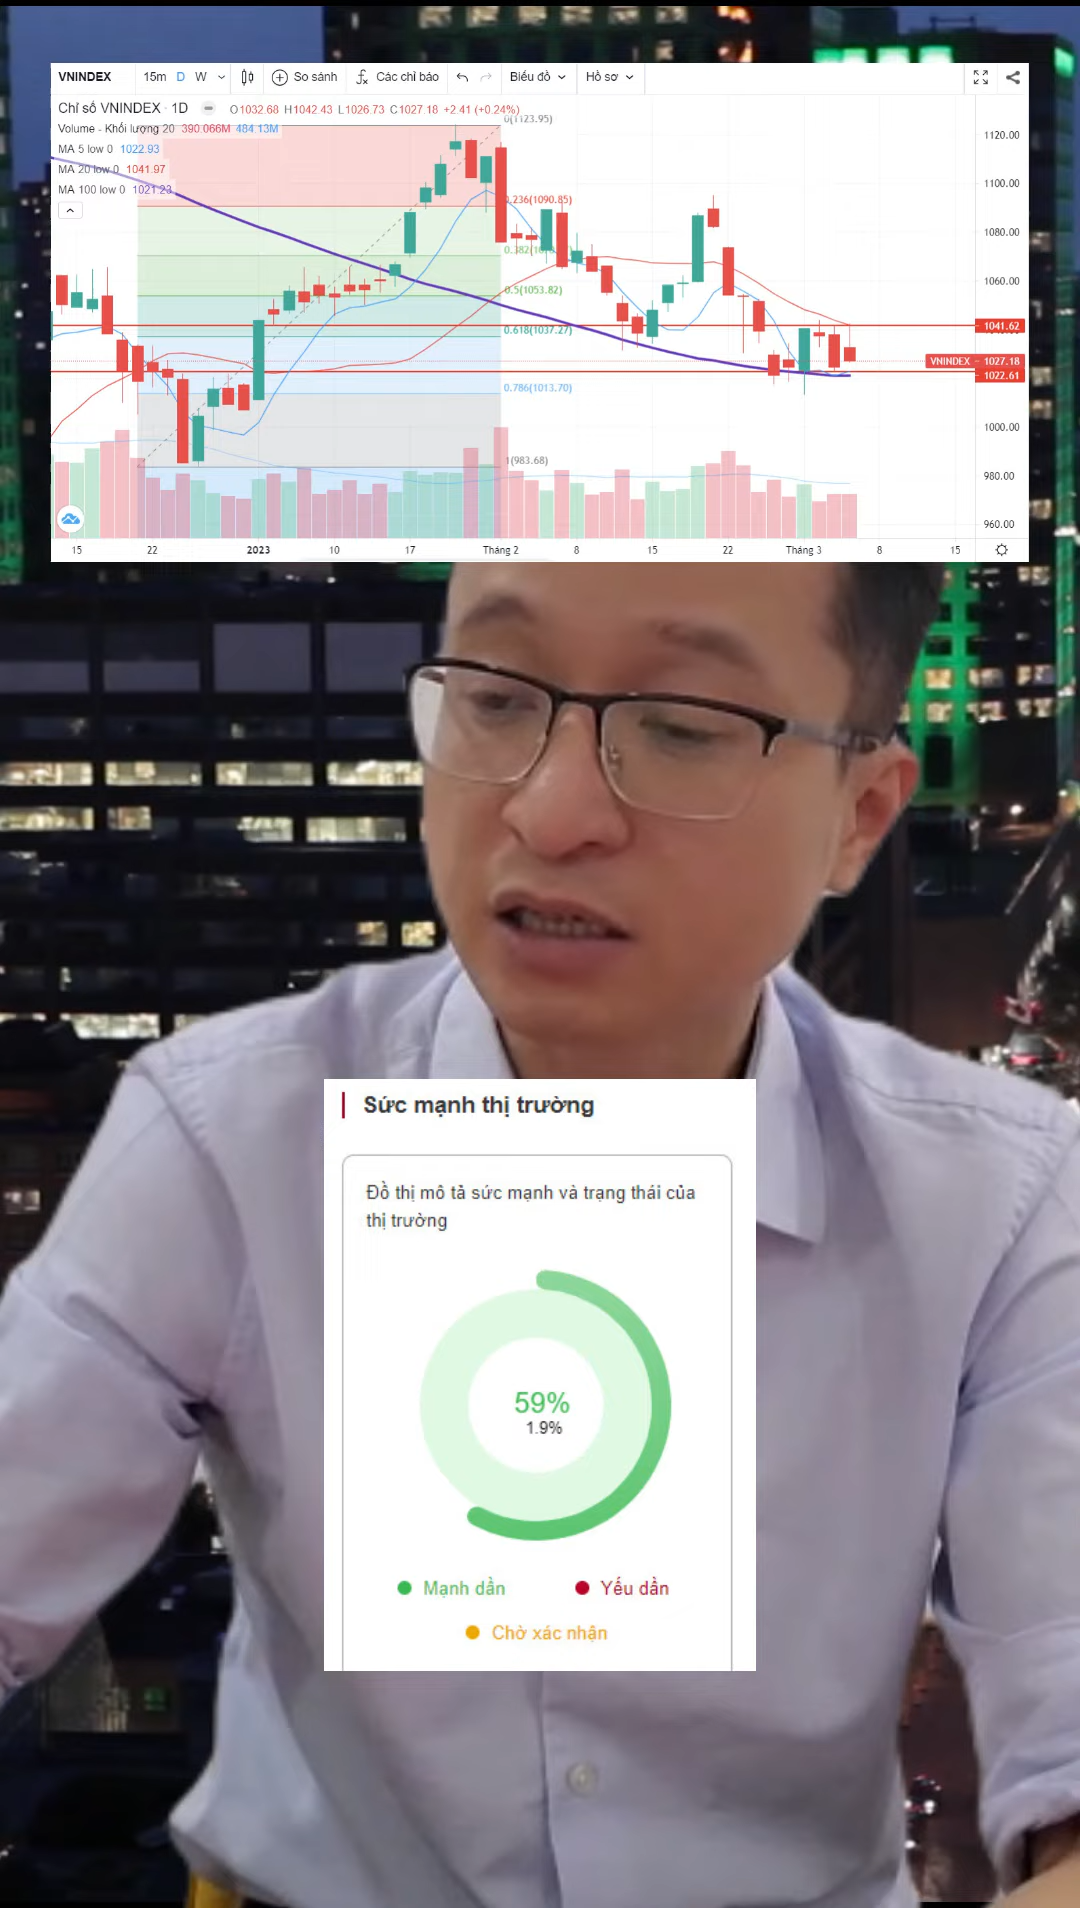 VNINDEX 15m D W So sánh Các chỉ báo Biểu đồ Hồ sơ
Chỉ số VNINDEX · 1D O1032.68 H1042.43 L1026.73 C1027.18 +2.41 (+0.24%)
Volume - Khối lượng 20 390.066M 484.13M
MA 5 low 0 1022.93
MA 20 low 0 1041.97
MA 100 low 0 1021.23
0(1123.95)
0.236(1090.85)
0.5(1053.82)
0.618(1037.27)
0.786(1013.70)
1(983.68)
1120.00
1100.00
1080.00
1060.00
1041.62
VNINDEX 1027.18
1022.61
1000.00
980.00
960.00
15 22 2023 10 17 Tháng 2 8 15 22 Tháng 3 8 15
Sức mạnh thị trường
Đồ thị mô tả sức mạnh và trạng thái của
thị trường
59%
1.9%
Mạnh dần Yếu dần
Chờ xác nhận